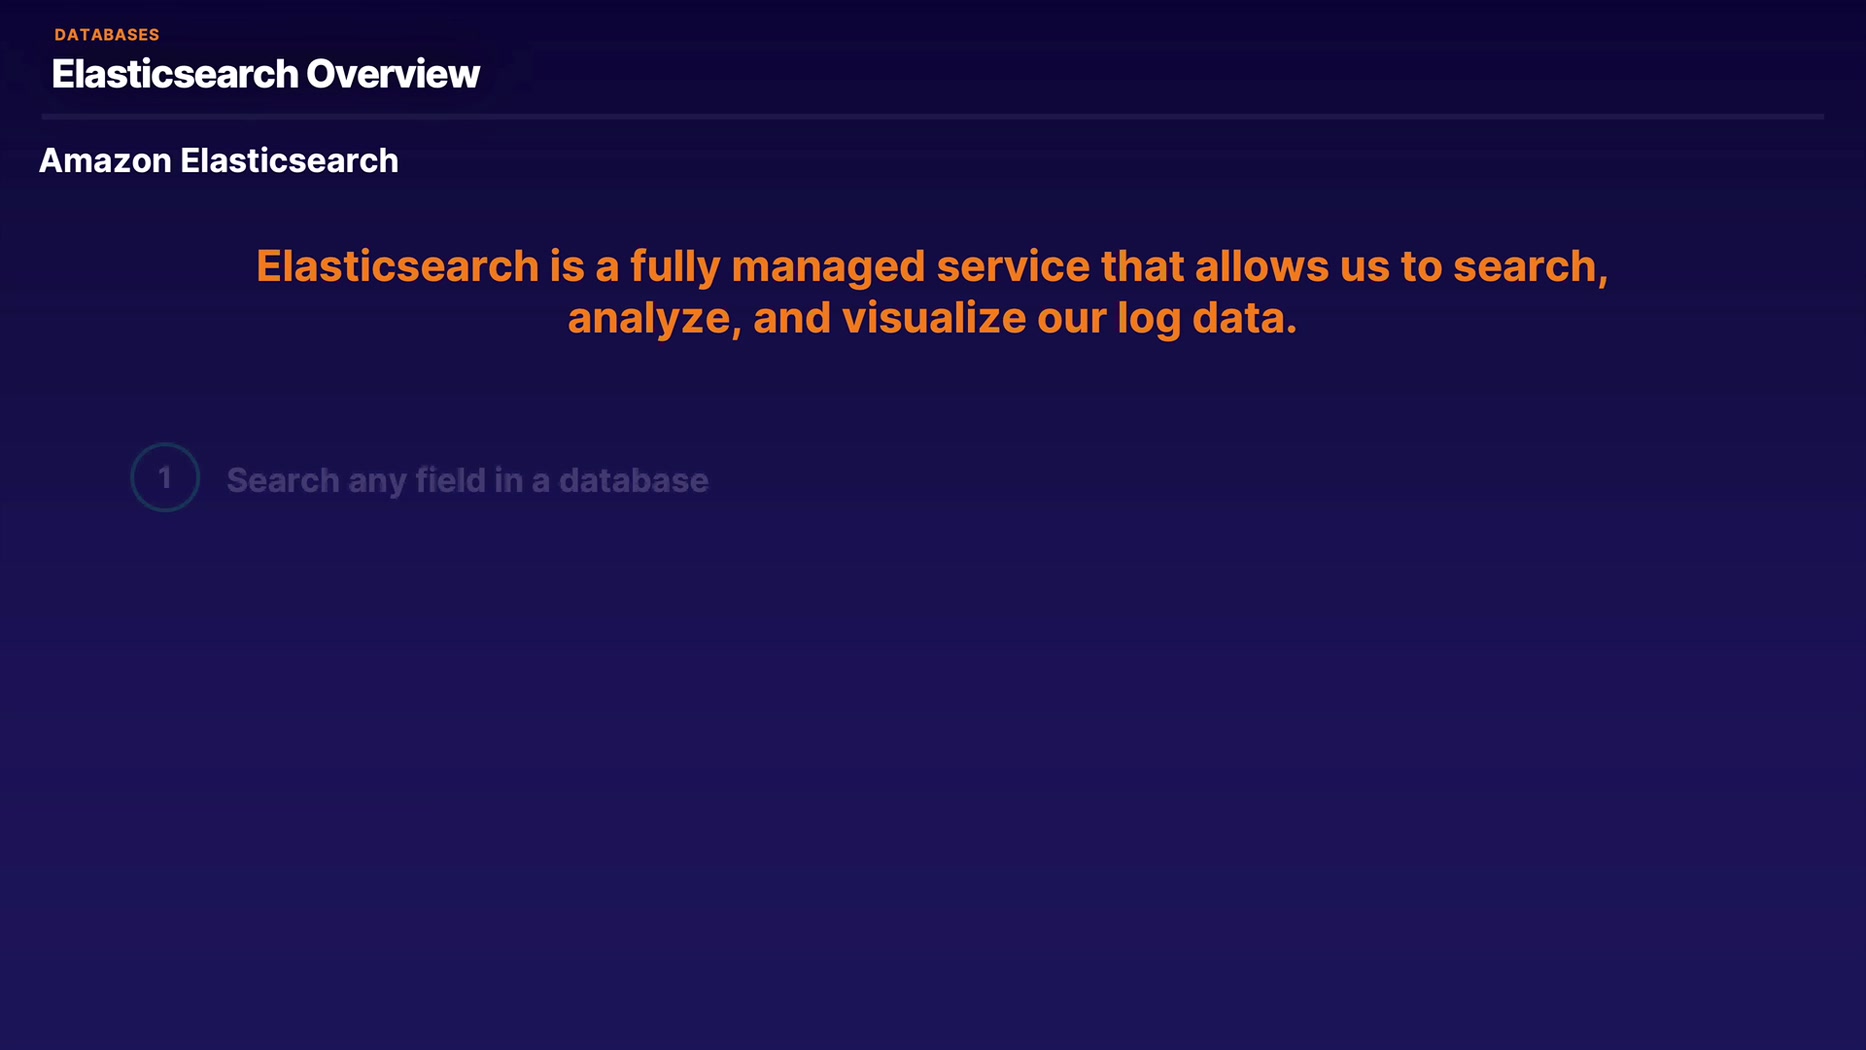 DATABASES
Elasticsearch Overview
Amazon Elasticsearch
Elasticsearch is a fully managed service that allows us to search,
analyze, and visualize our log data.
1 Search any field in a database